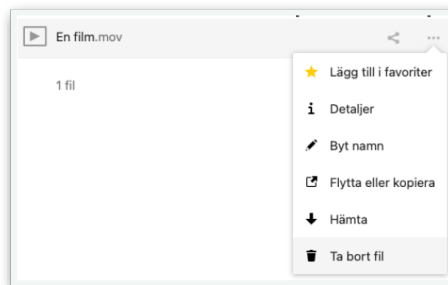 En film.mov
1 fil
Lägg till i favoriter
Detaljer
Byt namn
Flytta eller kopiera
Hämta
Ta bort fil